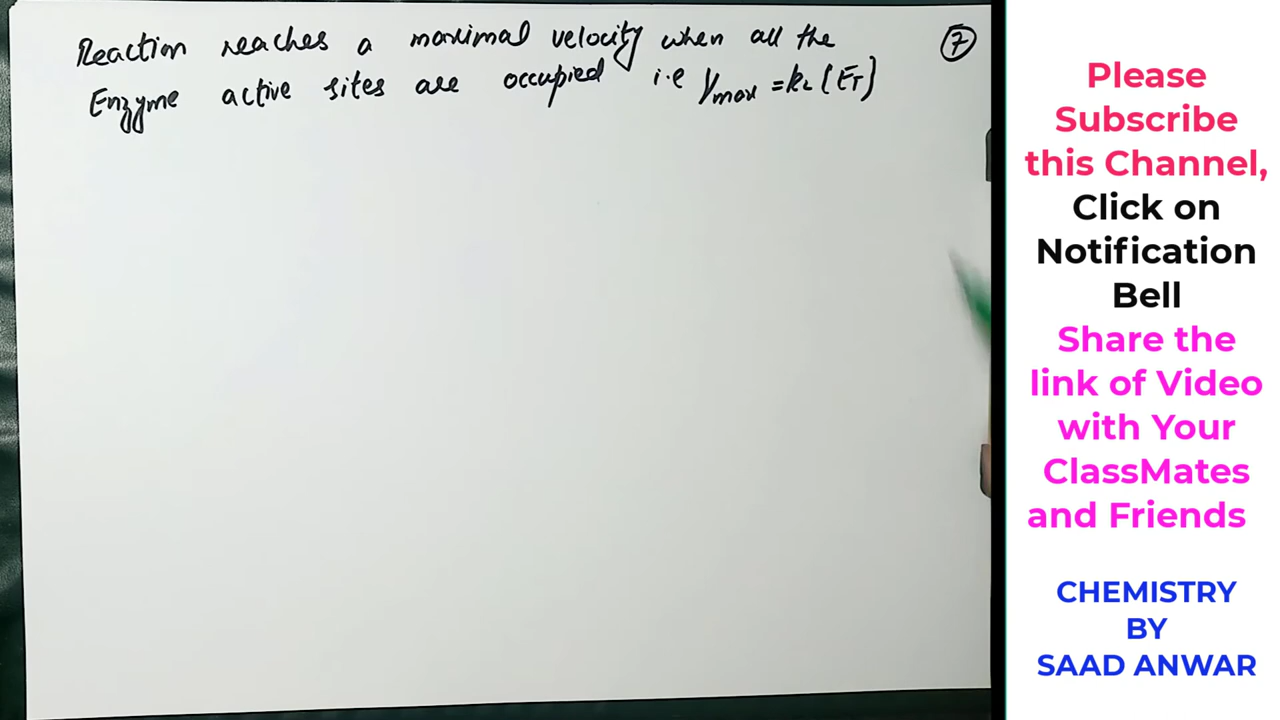 Reaction reaches a maximal velocity when all the
Enzyme active sites are occupied i.e Vmax = k2 [ET]
7
Please
Subscribe
this Channel,
Click on
Notification
Bell
Share the
link of Video
with Your
ClassMates
and Friends
CHEMISTRY
BY
SAAD ANWAR